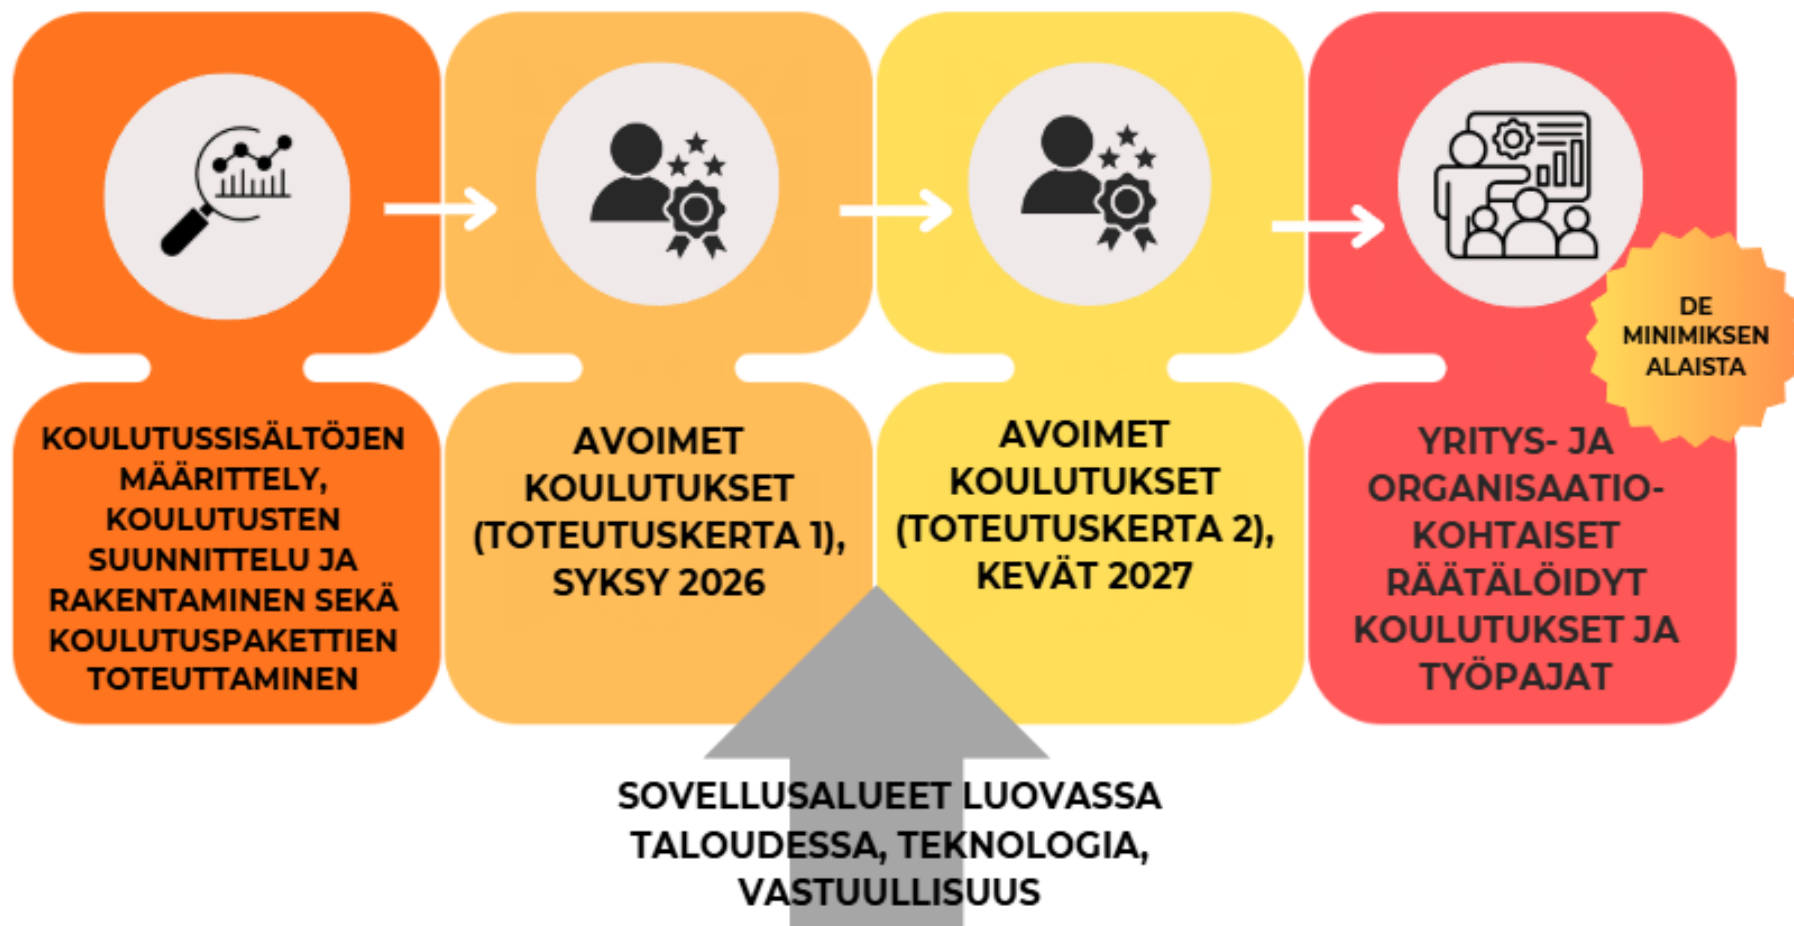 KOULUTUSSISÄLTÖJEN
MÄÄRITTELY,
KOULUTUSTEN
SUUNNITTELU JA
RAKENTAMINEN SEKÄ
KOULUTUSPAKETTIEN
TOTEUTTAMINEN
AVOIMET
KOULUTUKSET
(TOTEUTUSKERTA 1),
SYKSY 2026
AVOIMET
KOULUTUKSET
(TOTEUTUSKERTA 2),
KEVÄT 2027
DE
MINIMIKSEN
ALAISTA
YRITYS- JA
ORGANISAATIO-
KOHTAISET
RÄÄTÄLÖIDYT
KOULUTUKSET JA
TYÖPAJAT
SOVELLUSALUEET LUOVASSA
TALOUDESSA, TEKNOLOGIA,
VASTUULLISUUS